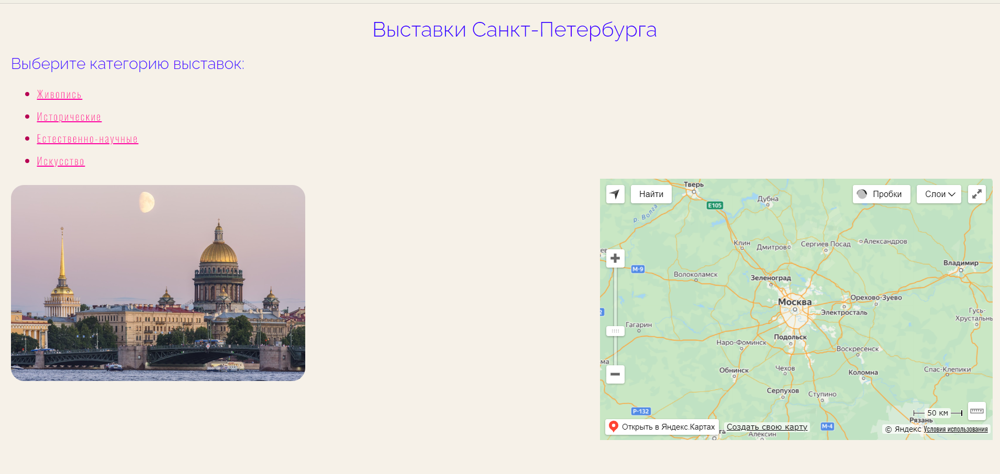 Выставки Санкт-Петербурга
Выберите категорию выставок:
Живопись
Исторические
Естественно-научные
Искусство
Найти
Пробки
Слои
Тверь
Дубна
E105
р. Волга
Клин
Дмитров
Сергиев Посад
Александров
М-9
Волоколамск
Зеленоград
Владимир
Москва
Орехово-Зуево
Электросталь
Гусь-
Хрусталь
Гагарин
Подольск
Наро-Фоминск
Воскресенск
Обнинск
Чехов
Коломна
Спас-Клепики
Серпухов
Ступино
Р-132
50 км
Рязань
Открыть в Яндекс.Картах
Создать свою карту
М-4
Алексин
© Яндекс Условия использования